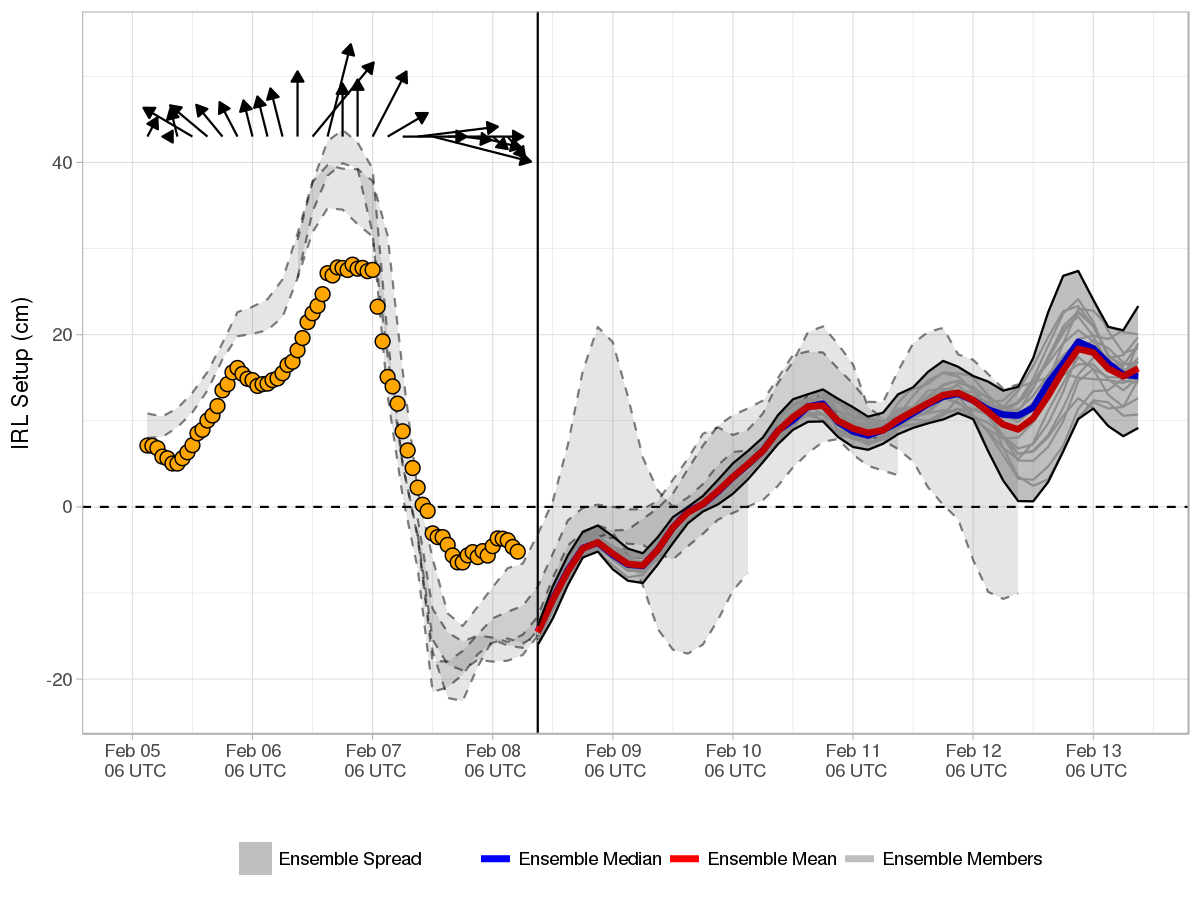 IRL Setup (cm)
40
20
0
-20
Feb 05 Feb 06 Feb 07 Feb 08 Feb 09 Feb 10 Feb 11 Feb 12 Feb 13
06 UTC 06 UTC 06 UTC 06 UTC 06 UTC 06 UTC 06 UTC 06 UTC 06 UTC
Ensemble Spread Ensemble Median Ensemble Mean Ensemble Members